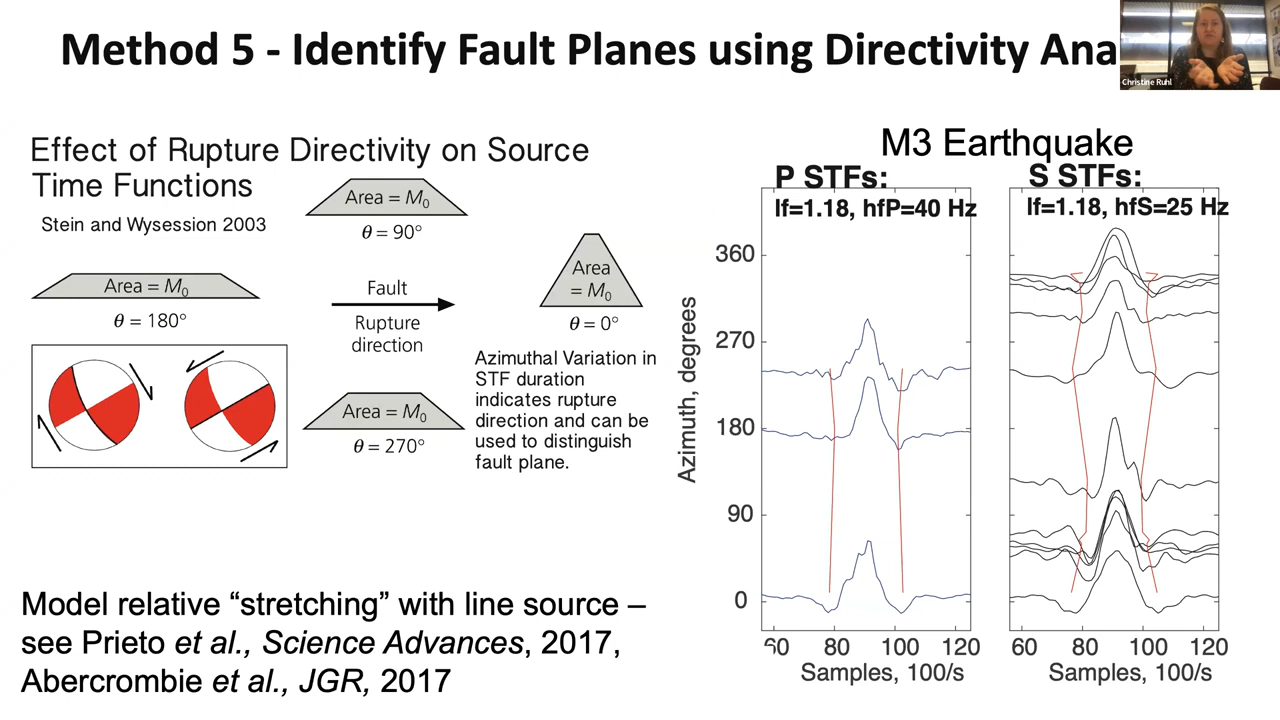 Method 5 - Identify Fault Planes using Directivity Ana
Christine Ruhl
Effect of Rupture Directivity on Source
Time Functions
Stein and Wysession 2003
Area = M₀
θ = 90°
Area = M₀
θ = 180°
Fault
Rupture
direction
Area
= M₀
θ = 0°
Area = M₀
θ = 270°
Azimuthal Variation in
STF duration
indicates rupture
direction and can be
used to distinguish
fault plane.
Model relative “stretching” with line source –
see Prieto et al., Science Advances, 2017,
Abercrombie et al., JGR, 2017
M3 Earthquake
P STFs:
lf=1.18, hfP=40 Hz
Azimuth, degrees
360
270
180
90
0
80 100 120
Samples, 100/s
S STFs:
lf=1.18, hfS=25 Hz
60 80 100 120
Samples, 100/s